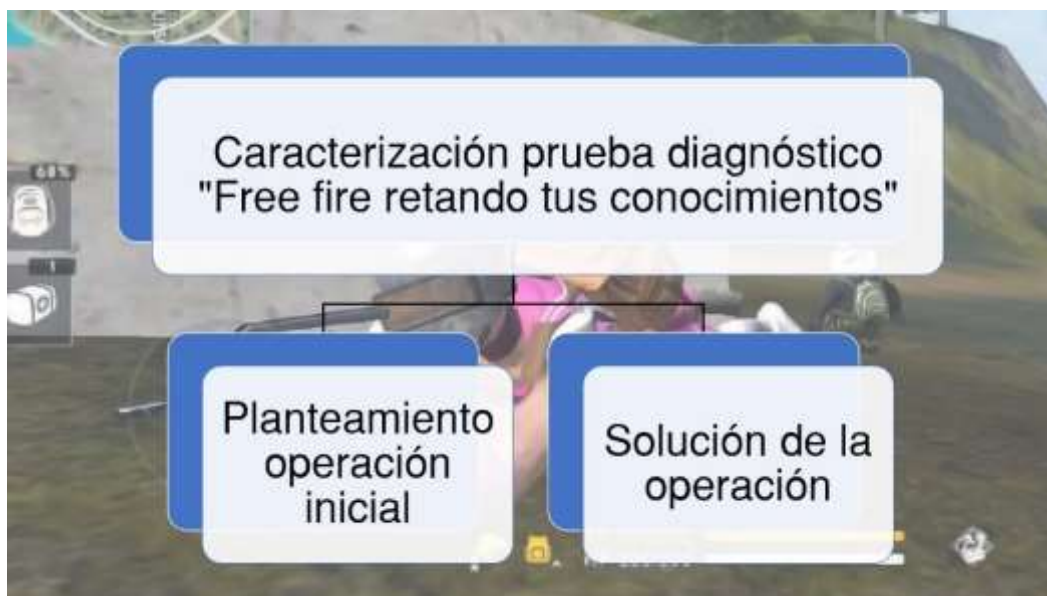 Caracterización prueba diagnóstico
"Free fire retando tus conocimientos"
Planteamiento
operación
inicial
Solución de la
operación